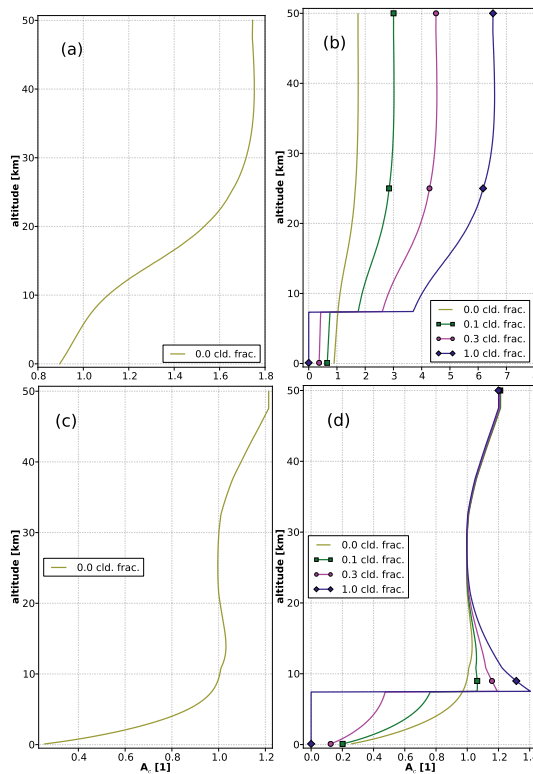 (a)
altitude [km]
50
40
30
20
10
0
0.8 1.0 1.2 1.4 1.6 1.8
0.0 cld. frac.
(b)
altitude [km]
50
40
30
20
10
0
0 1 2 3 4 5 6 7
0.0 cld. frac.
0.1 cld. frac.
0.3 cld. frac.
1.0 cld. frac.
(c)
altitude [km]
50
40
30
20
10
0
0.4 0.6 0.8 1.0 1.2
0.0 cld. frac.
A [1]
(d)
altitude [km]
50
40
30
20
10
0
0.0 0.2 0.4 0.6 0.8 1.0 1.2 1.4
0.0 cld. frac.
0.1 cld. frac.
0.3 cld. frac.
1.0 cld. frac.
A [1]